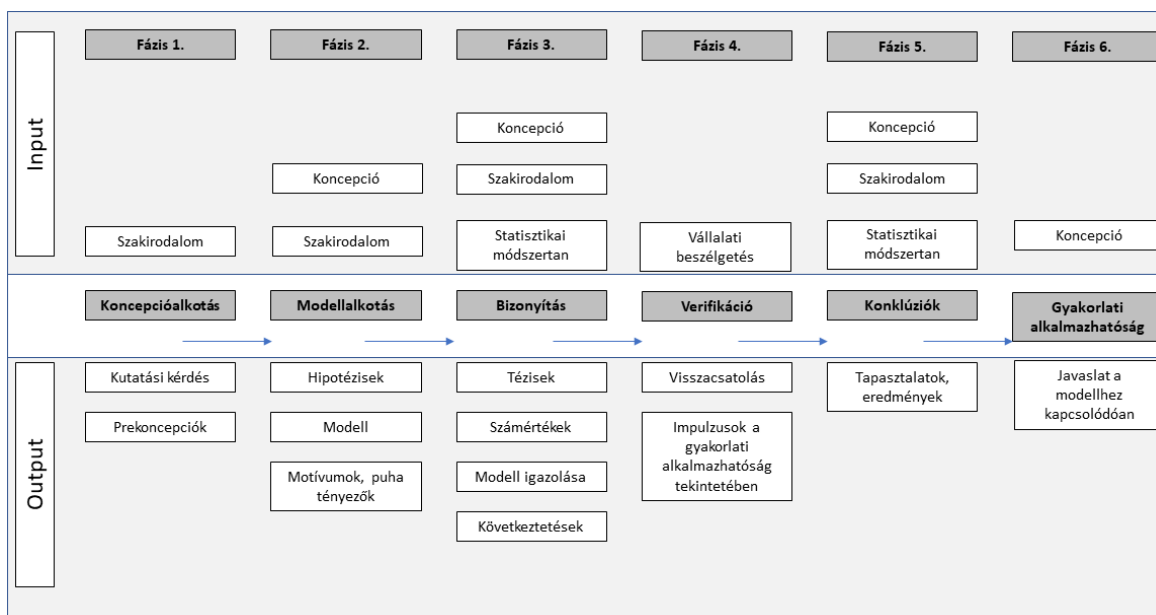 Input
Fázis 1.
Fázis 2.
Fázis 3.
Fázis 4.
Fázis 5.
Fázis 6.
Koncepció
Koncepció
Koncepció
Szakirodalom
Szakirodalom
Szakirodalom
Szakirodalom
Statisztikai
módszertan
Vállalati
beszélgetés
Statisztikai
módszertan
Koncepció
Koncepcióalkotás
Modellalkotás
Bizonyítás
Verifikáció
Konklúziók
Gyakorlati
alkalmazhatóság
Output
Kutatási kérdés
Hipotézisek
Tézisek
Visszacsatolás
Tapasztalatok,
eredmények
Javaslat a
modellhez
kapcsolódóan
Prekoncepciók
Modell
Számértékek
Impulzusok a
gyakorlati
alkalmazhatóság
tekintetében
Motívumok, puha
tényezők
Modell igazolása
Következtetések